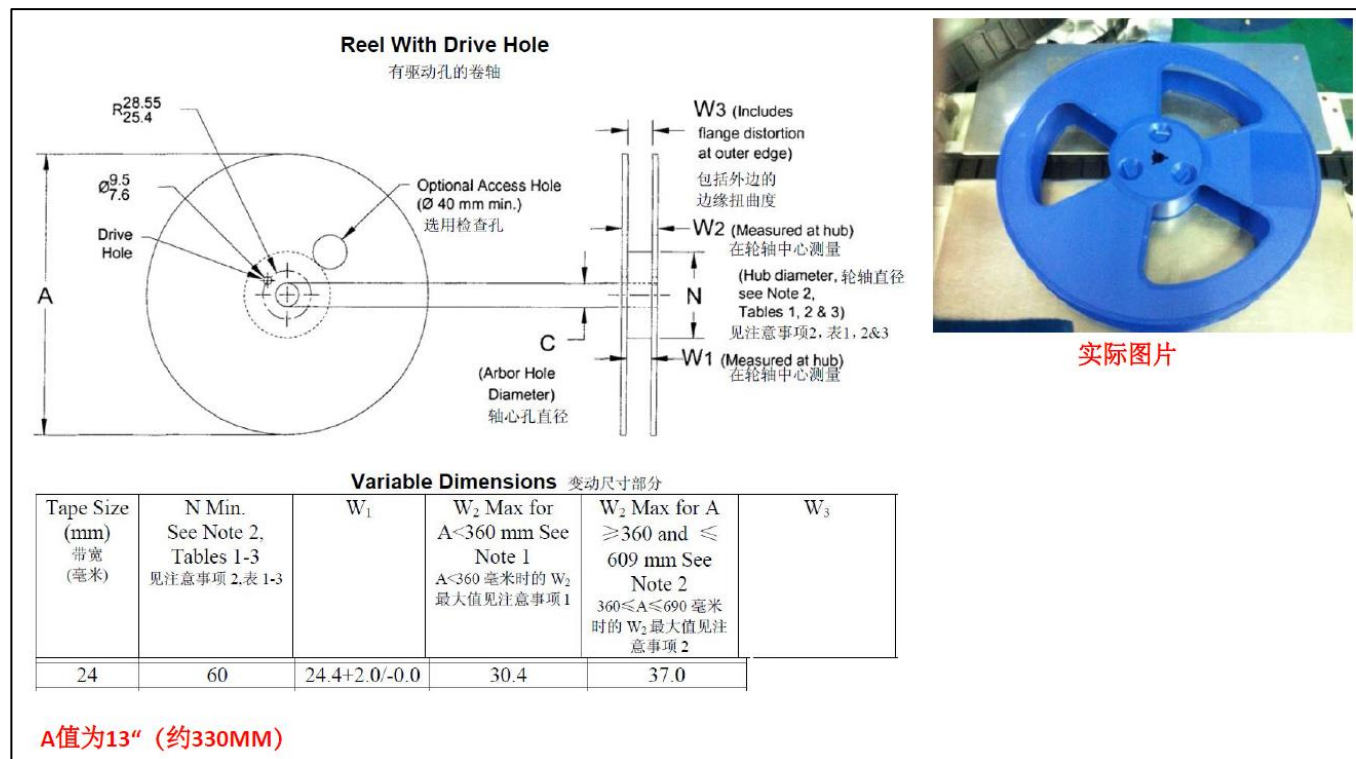 Reel With Drive Hole
有驱动孔的卷轴
R28.55
25.4
Ø9.5
7.6
Drive
Hole
A
Optional Access Hole
(Ø 40 mm min.)
选用检查孔
C
(Arbor Hole
Diameter)
轴心孔直径
W3 (Includes
flange distortion
at outer edge)
包括外边的
边缘扭曲度
W2 (Measured at hub)
在轮轴中心测量
N
(Hub diameter, 轮轴直径
see Note 2,
Tables 1, 2 & 3)
见注意事项2,表1, 2&3
W1 (Measured at hub)
在轮轴中心测量
实际图片
Variable Dimensions 变动尺寸部分
Tape Size
(mm)
带宽
(毫米)
N Min.
See Note 2,
Tables 1-3
见注意事项 2,表 1-3
W1
W2 Max for
A<360 mm See
Note 1
A<360 毫米时的 W2
最大值见注意事项 1
W2 Max for A
≥360 and ≤
609 mm See
Note 2
360≤A≤690 毫米
时的 W2 最大值见注
意事项 2
W3
24 60 24.4+2.0/-0.0 30.4 37.0
A值为13“（约330MM）